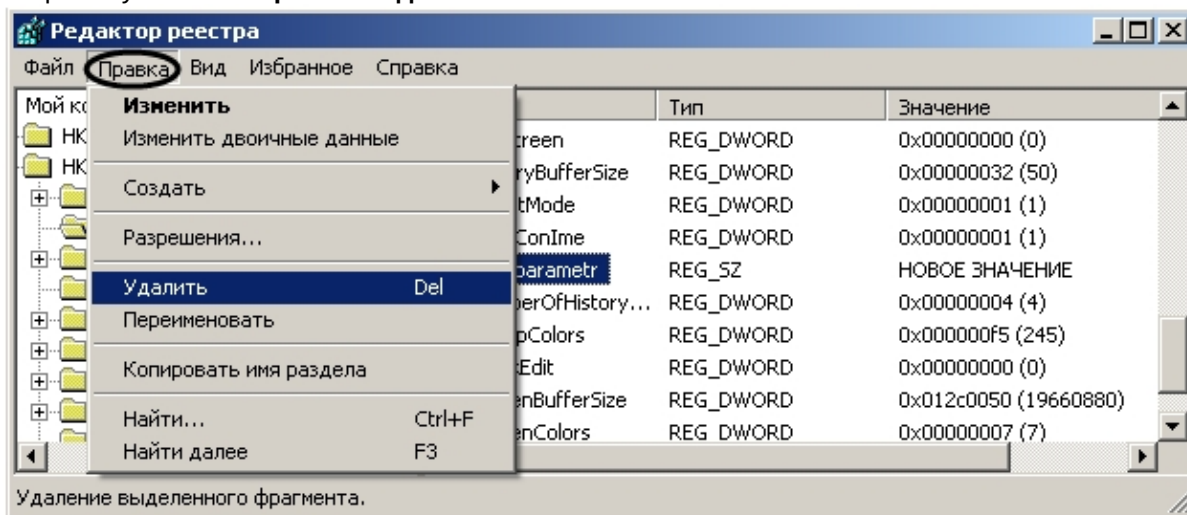 Редактор реестра
Файл Правка Вид Избранное Справка
Мой ко Тип Значение
Изменить
НК Изменить двоичные данные creen REG_DWORD 0x00000000 (0)
НК ryBufferSize REG_DWORD 0x00000032 (50)
Создать tMode REG_DWORD 0x00000001 (1)
Разрешения... ConIme REG_DWORD 0x00000001 (1)
parametr REG_SZ НОВОЕ ЗНАЧЕНИЕ
Удалить Del
berOfHistory... REG_DWORD 0x00000004 (4)
Переименовать
pColors REG_DWORD 0x000000f5 (245)
Копировать имя раздела kEdit REG_DWORD 0x00000000 (0)
enBufferSize REG_DWORD 0x012c0050 (19660880)
Найти... Ctrl+F
enColors REG_DWORD 0x00000007 (7)
Найти далее F3
Удаление выделенного фрагмента.